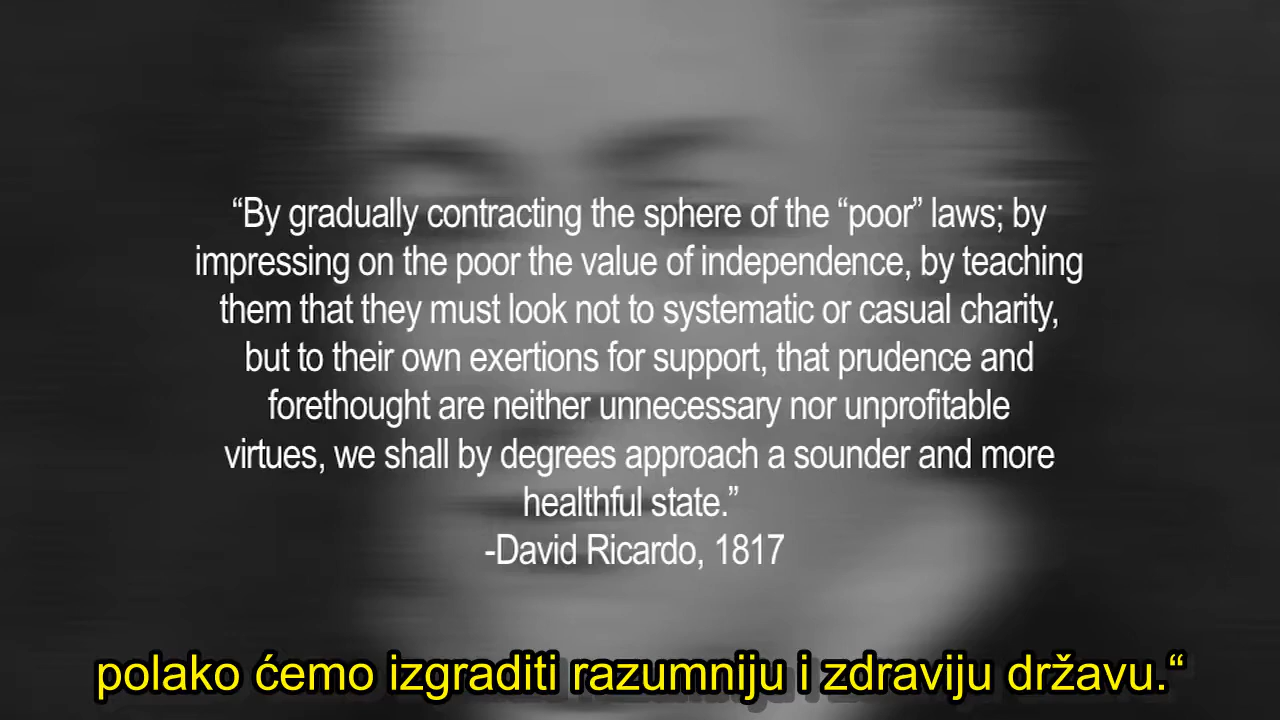 “By gradually contracting the sphere of the “poor” laws; by
impressing on the poor the value of independence, by teaching
them that they must look not to systematic or casual charity,
but to their own exertions for support, that prudence and
forethought are neither unnecessary nor unprofitable
virtues, we shall by degrees approach a sounder and more
healthful state.”
-David Ricardo, 1817
polako ćemo izgraditi razumniju i zdraviju državu.“